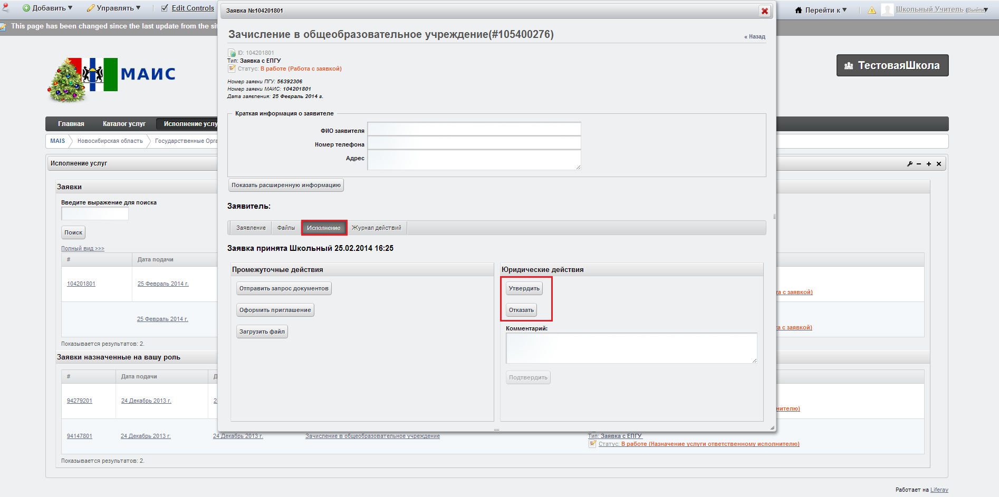 Добавить
Управлять
Edit Controls
Перейти к
Школьный Учитель (Выйти)
This page has been changed since the last update from the
МАИС
ТестоваяШкола
Главная
Каталог услуг
Исполнение услу
MAIS
Новосибирская область
Государственные Орга
Исполнение услуг
Заявки
Введите выражение для поиска
Поиск
Полный вид >>>
#
Дата подачи
104201801
25 Февраль 2014 г.
та с заявкой)
25 Февраль 2014 г.
та с заявкой)
Показывается результатов: 2.
Заявки назначенные на вашу роль
#
Дата подачи
94279201
24 Декабрь 2013 г.
2
нителю)
94147801
24 Декабрь 2013 г.
24 Декабрь 2013 г.
Зачисление в общеобразовательное учреждение
Тип: Заявка с ЕПГУ
Статус: В работе (Назначение услуги ответственному исполнителю)
Показывается результатов: 2.
Работает на Liferay
Заявка №104201801
Зачисление в общеобразовательное учреждение(#105400276)
« Назад
ID: 104201801
Тип: Заявка с ЕПГУ
Статус: В работе (Работа с заявкой)
Номер заявки ПГУ: 56392306
Номер заявки МАИС: 104201801
Дата заявления: 25 Февраль 2014 г.
Краткая информация о заявителе
ФИО заявителя
Номер телефона
Адрес
Показать расширенную информацию
Заявитель:
Заявление
Файлы
Исполнение
Журнал действий
Заявка принята Школьный 25.02.2014 16:25
Промежуточные действия
Отправить запрос документов
Оформить приглашение
Загрузить файл
Юридические действия
Утвердить
Отказать
Комментарий:
Подтвердить